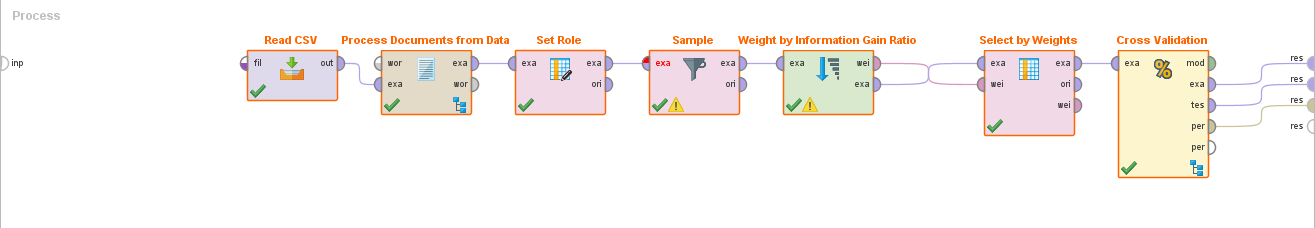 Process
Read CSV
Process Documents from Data
Set Role
Sample
Weight by Information Gain Ratio
Select by Weights
Cross Validation
inp
fil
out
wor
exa
exa
wor
exa
exa
ori
exa
exa
ori
exa
wei
exa
exa
wei
exa
ori
wei
exa
mod
exa
tes
per
per
res
res
res
res